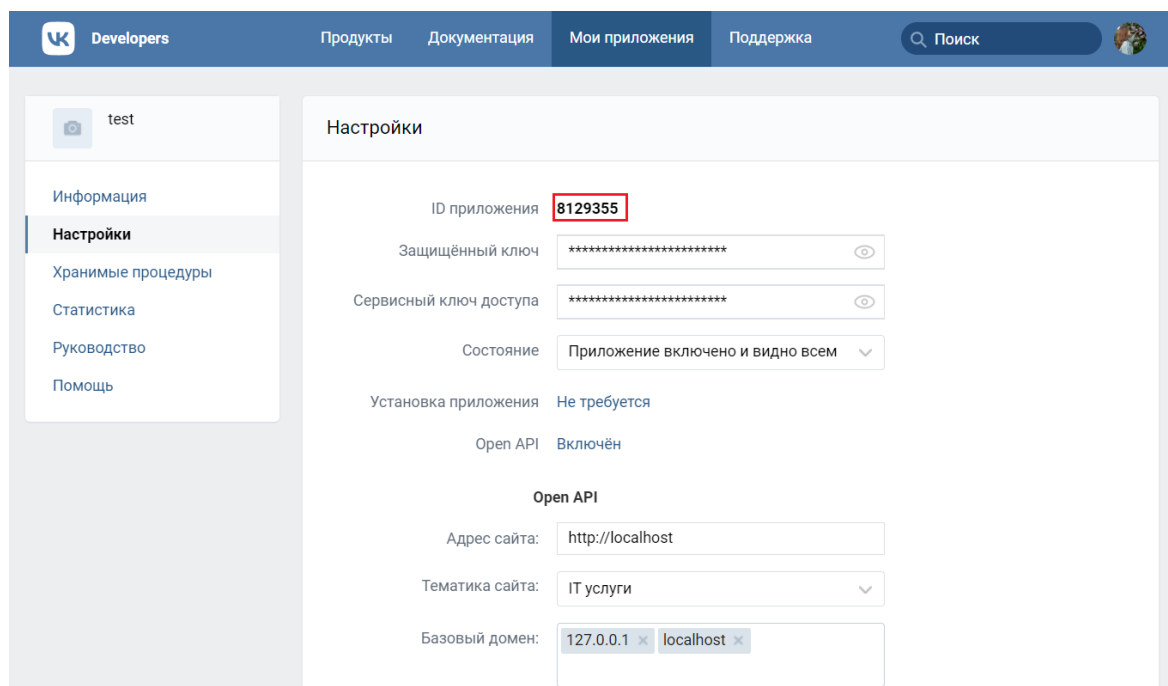 Developers Продукты Документация Мои приложения Поддержка Поиск
test
Информация
Настройки
Хранимые процедуры
Статистика
Руководство
Помощь
Настройки
ID приложения 8129355
Защищённый ключ ************************
Сервисный ключ доступа ************************
Состояние Приложение включено и видно всем
Установка приложения Не требуется
Open API Включён
Open API
Адрес сайта: http://localhost
Тематика сайта: IT услуги
Базовый домен: 127.0.0.1 × localhost ×